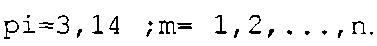 pi=3,14 ;m= 1,2,...,n.